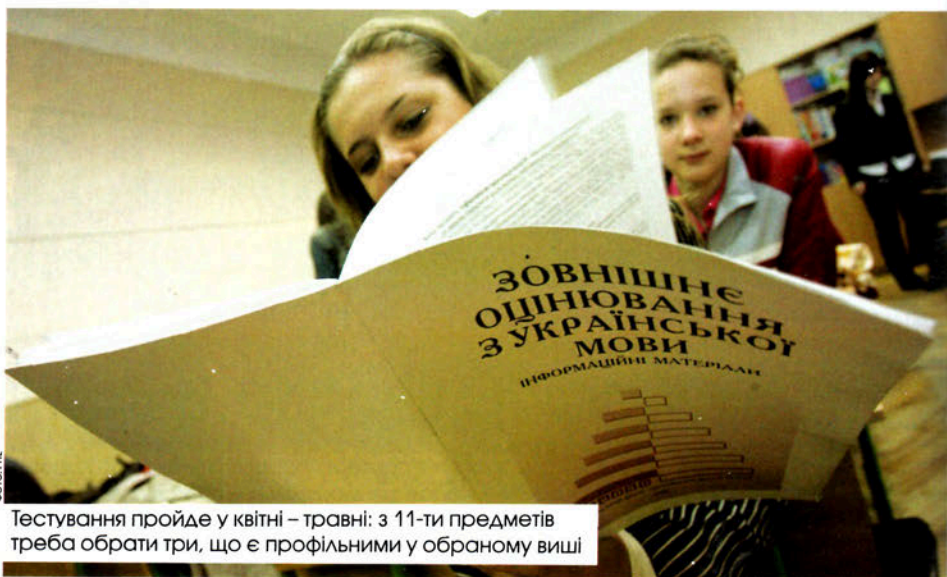 ЗОВНІШНЄ
ОЦІНЮВАННЯ
З УКРАЇНСЬКОЇ
МОВИ
ІНФОРМАЦІЙНІ МАТЕРІАЛИ
Тестування пройде у квітні – травні: з 11-ти предметів
треба обрати три, що є профільними у обраному виші